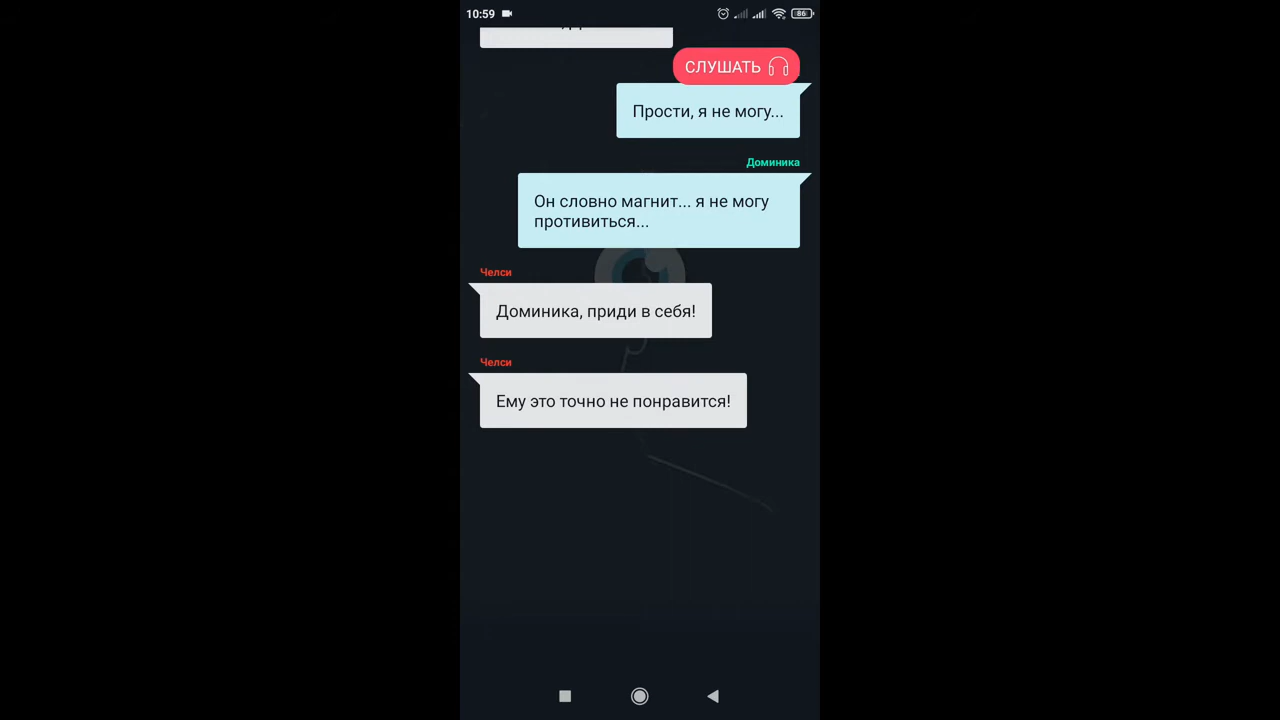 10:59
86
СЛУШАТЬ
Прости, я не могу...
Доминика
Он словно магнит... я не могу
противиться...
Челси
Доминика, приди в себя!
Челси
Ему это точно не понравится!